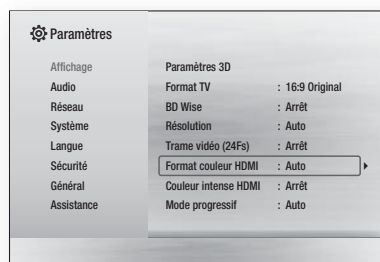 Paramètres
Affichage
Audio
Réseau
Système
Langue
Sécurité
Général
Assistance
Paramètres 3D
Format TV : 16:9 Original
BD Wise : Arrêt
Résolution : Auto
Trame vidéo (24Fs) : Arrêt
Format couleur HDMI : Auto
Couleur intense HDMI : Arrêt
Mode progressif : Auto